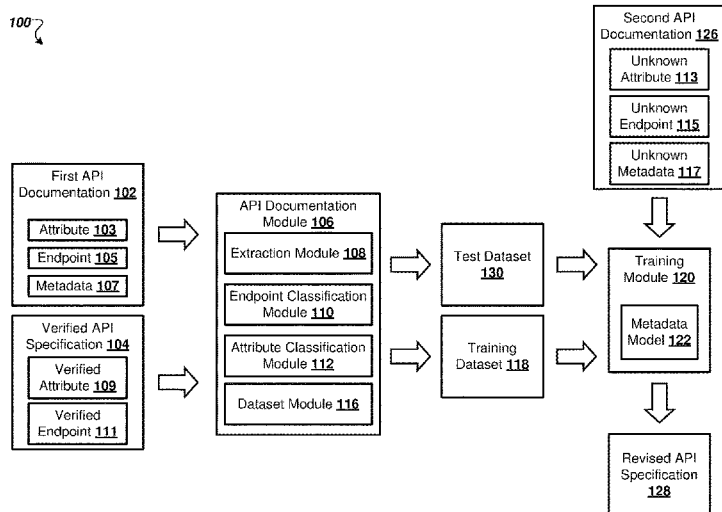 100
Second API
Documentation 126
Unknown
Attribute 113
Unknown
Endpoint 115
Unknown
Metadata 117
First API
Documentation 102
Attribute 103
Endpoint 105
Metadata 107
Verified API
Specification 104
Verified
Attribute 109
Verified
Endpoint 111
API Documentation
Module 106
Extraction Module 108
Endpoint Classification
Module 110
Attribute Classification
Module 112
Dataset Module 116
Test Dataset
130
Training
Dataset 118
Training
Module 120
Metadata
Model 122
Revised API
Specification
128